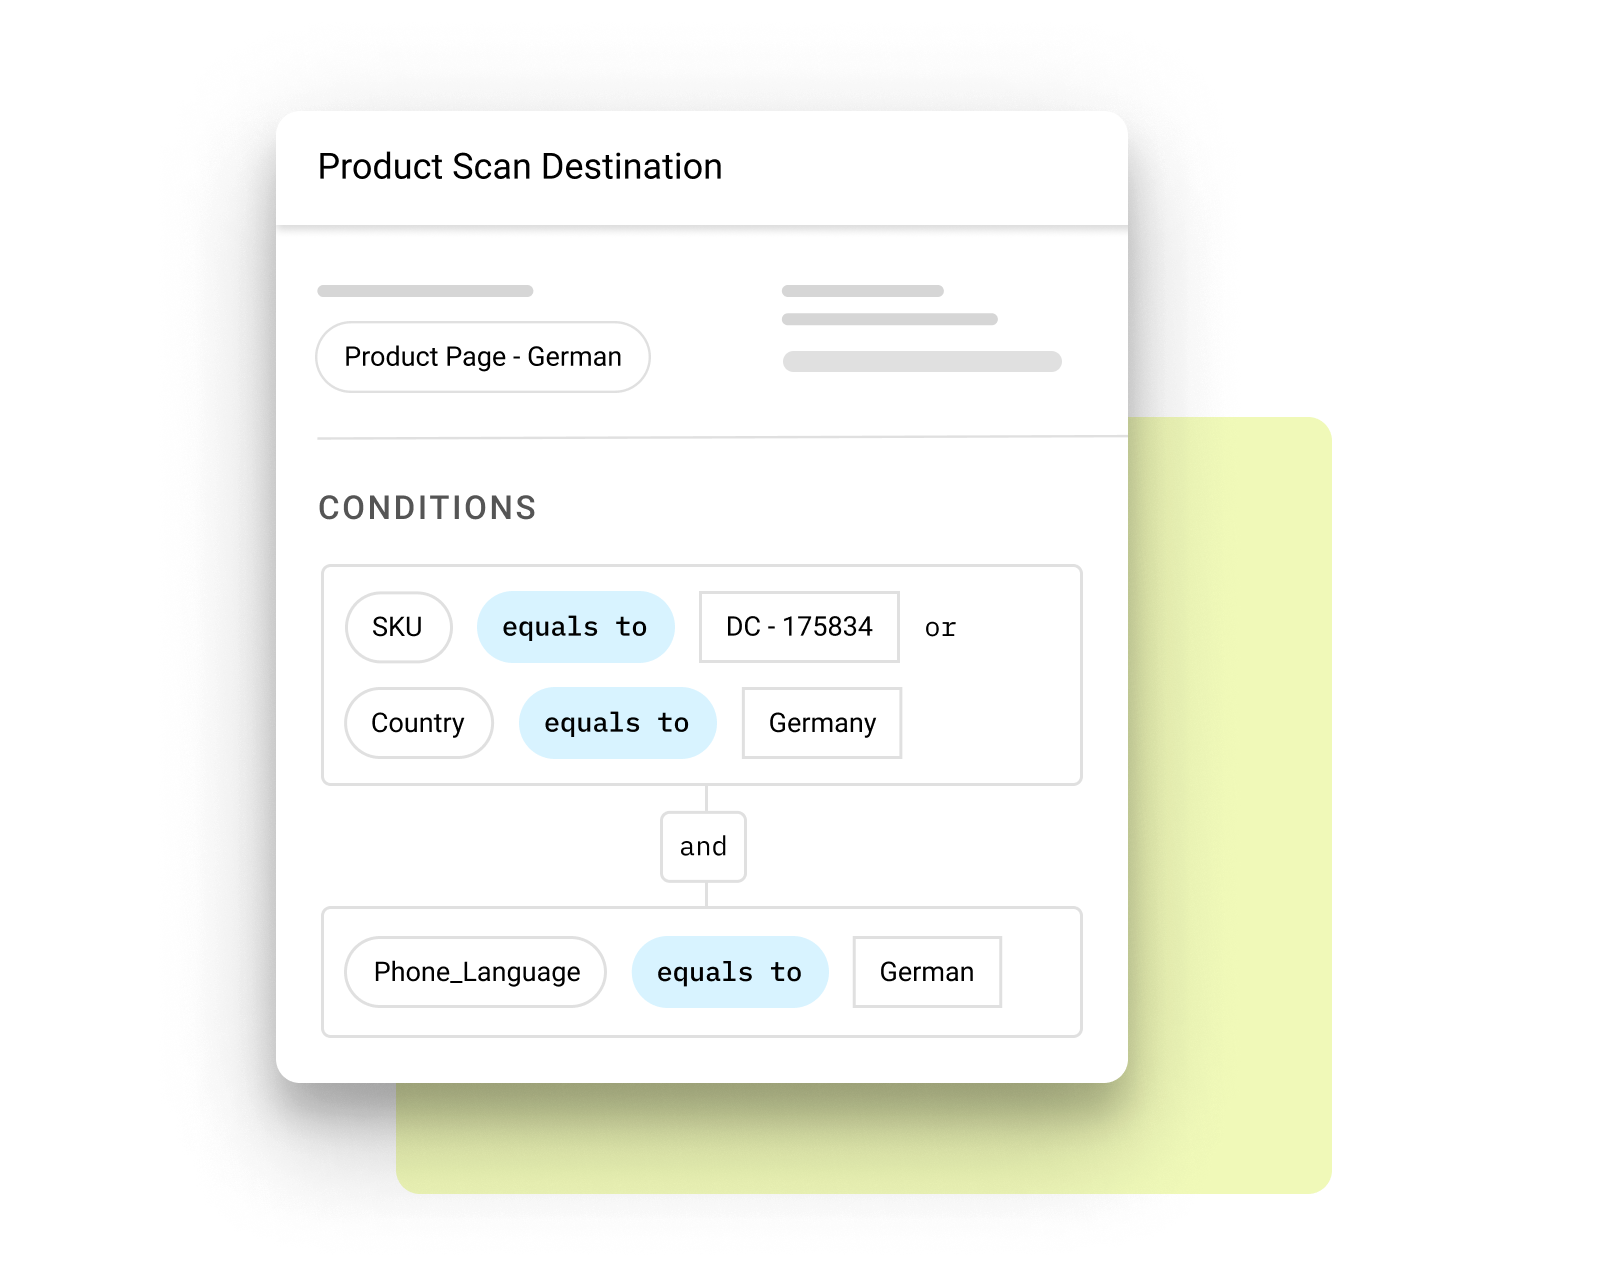 Product Scan Destination
Product Page - German
CONDITIONS
SKU equals to DC - 175834 or
Country equals to Germany
and
Phone_Language equals to German